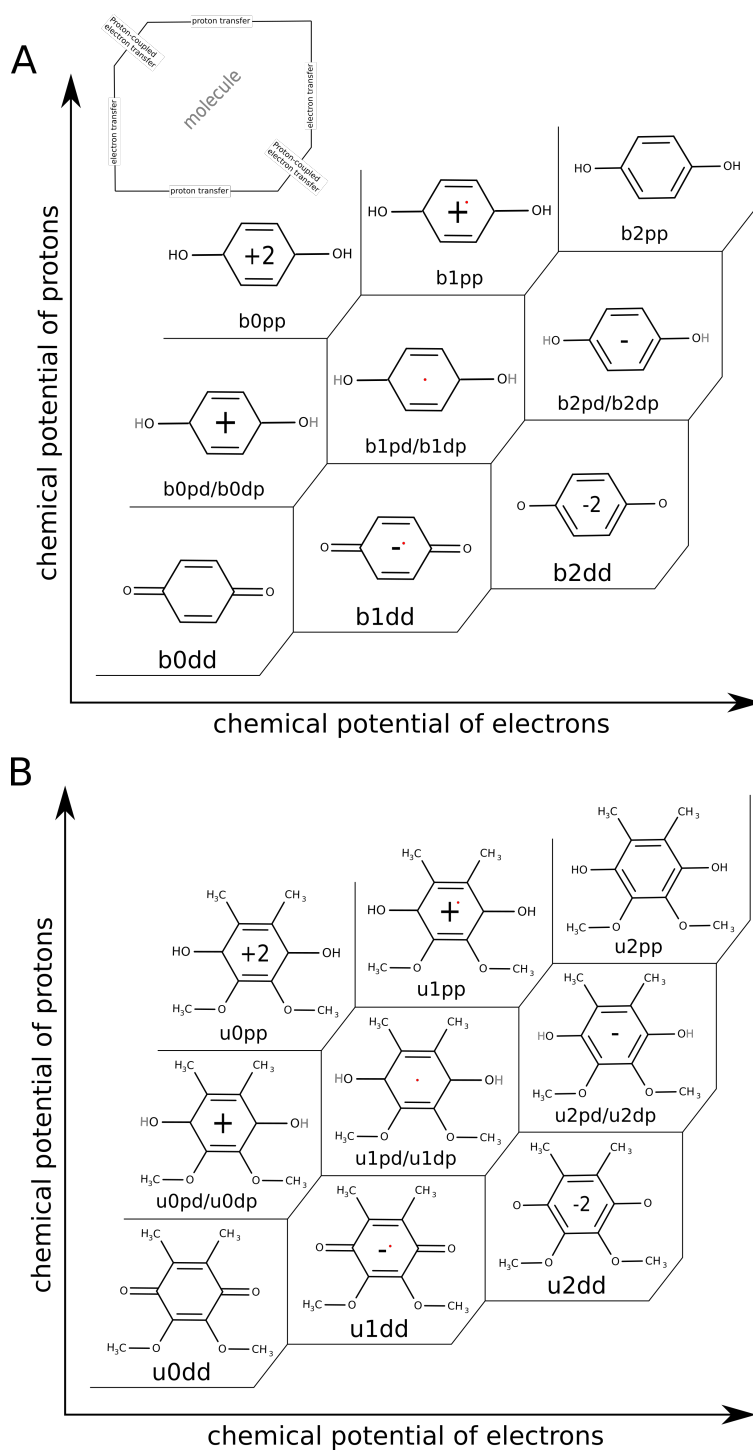 A
Proton-coupled
electron transfer
proton transfer
electron transfer
molecule
electron transfer
Proton-coupled
electron transfer
proton transfer
chemical potential of protons
HO
OH
b2pp
HO
+
OH
b1pp
HO
+2
OH
b0pp
HO
-
OH
b2pd/b2dp
HO
OH
b1pd/b1dp
HO
+
OH
b0pd/b0dp
O
-2
O
b2dd
O
-
O
b1dd
O
O
b0dd
chemical potential of electrons
B
chemical potential of protons
H₃C
CH₃
HO
OH
H₃C
O
O
CH₃
u2pp
H₃C
CH₃
HO
+
OH
H₃C
O
O
CH₃
u1pp
H₃C
CH₃
HO
+2
OH
H₃C
O
O
CH₃
u0pp
H₃C
CH₃
HO
-
OH
H₃C
O
O
CH₃
u2pd/u2dp
H₃C
CH₃
HO
OH
H₃C
O
O
CH₃
u1pd/u1dp
H₃C
CH₃
HO
+
OH
H₃C
O
O
CH₃
u0pd/u0dp
H₃C
CH₃
O
-2
O
H₃C
O
O
CH₃
u2dd
H₃C
CH₃
O
-
O
H₃C
O
O
CH₃
u1dd
H₃C
CH₃
O
O
H₃C
O
O
CH₃
u0dd
chemical potential of electrons